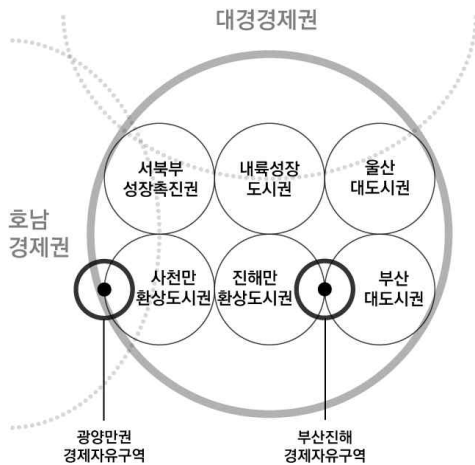 대경경제권
서북부
성장촉진권
내륙성장
도시권
울산
대도시권
호남
경제권
사천만
환상도시권
진해만
환상도시권
부산
대도시권
광양만권
경제자유구역
부산진해
경제자유구역